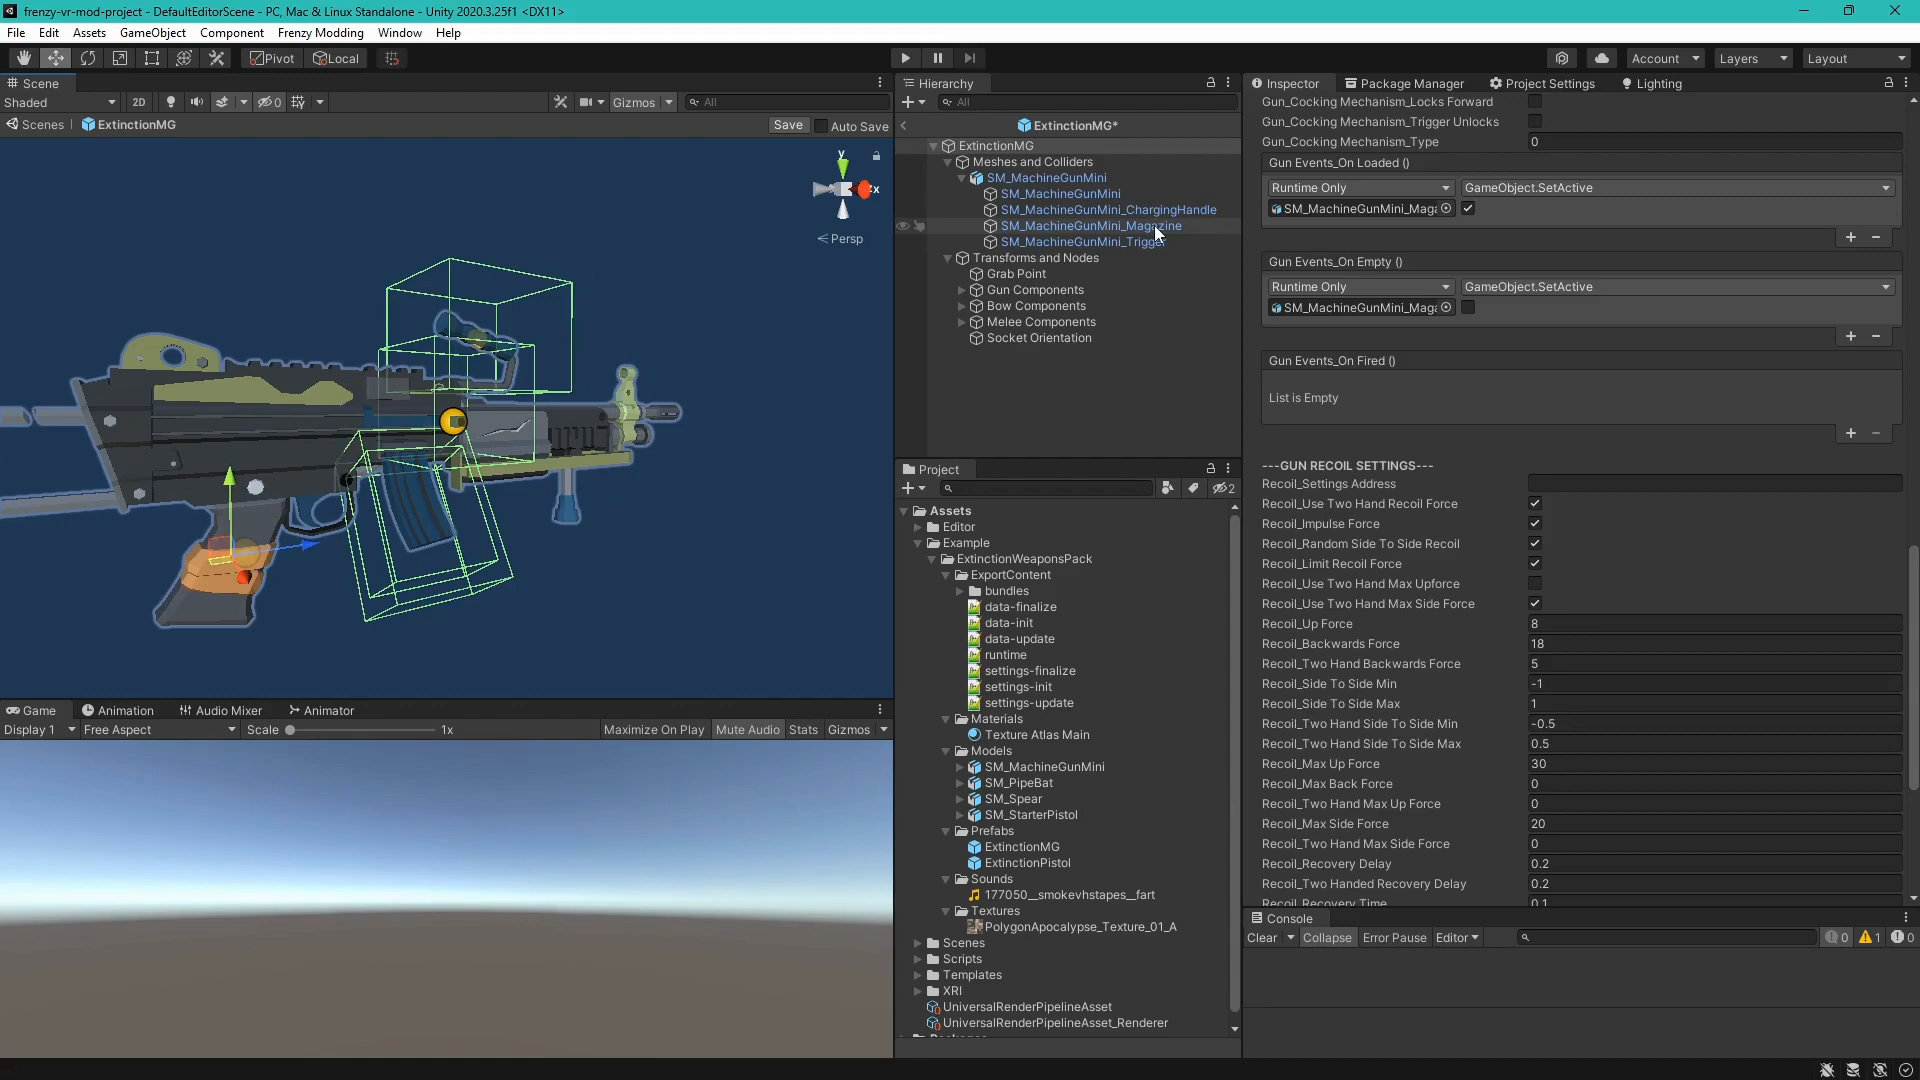 frenzy-vr-mod-project - DefaultEditorScene - PC, Mac & Linux Standalone - Unity 2020.3.25f1 <DX11>
File Edit Assets GameObject Component Frenzy Modding Window Help
Pivot Local
Account Layers Layout
Scene
Shaded 2D 0 Gizmos All
Scenes ExtinctionMG Save Auto Save
y
x
Persp
Game Animation Audio Mixer Animator
Display 1 Free Aspect Scale 1x Maximize On Play Mute Audio Stats Gizmos
Hierarchy
All
ExtinctionMG*
ExtinctionMG
Meshes and Colliders
SM_MachineGunMini
SM_MachineGunMini
SM_MachineGunMini_ChargingHandle
SM_MachineGunMini_Magazine
SM_MachineGunMini_Trigger
Transforms and Nodes
Grab Point
Gun Components
Bow Components
Melee Components
Socket Orientation
Project
2
Assets
Editor
Example
ExtinctionWeaponsPack
ExportContent
bundles
data-finalize
data-init
data-update
runtime
settings-finalize
settings-init
settings-update
Materials
Texture Atlas Main
Models
SM_MachineGunMini
SM_PipeBat
SM_Spear
SM_StarterPistol
Prefabs
ExtinctionMG
ExtinctionPistol
Sounds
177050__smokevhstapes__fart
Textures
PolygonApocalypse_Texture_01_A
Scenes
Scripts
Templates
XRI
UniversalRenderPipelineAsset
UniversalRenderPipelineAsset_Renderer
Inspector Package Manager Project Settings Lighting
Gun_Cocking Mechanism_Locks Forward
Gun_Cocking Mechanism_Trigger Unlocks
Gun_Cocking Mechanism_Type 0
Gun Events_On Loaded ()
Runtime Only GameObject.SetActive
SM_MachineGunMini_Maga
Gun Events_On Empty ()
Runtime Only GameObject.SetActive
SM_MachineGunMini_Maga
Gun Events_On Fired ()
List is Empty
---GUN RECOIL SETTINGS---
Recoil_Settings Address
Recoil_Use Two Hand Recoil Force
Recoil_Impulse Force
Recoil_Random Side To Side Recoil
Recoil_Limit Recoil Force
Recoil_Use Two Hand Max Upforce
Recoil_Use Two Hand Max Side Force
Recoil_Up Force 8
Recoil_Backwards Force 18
Recoil_Two Hand Backwards Force 5
Recoil_Side To Side Min -1
Recoil_Side To Side Max 1
Recoil_Two Hand Side To Side Min -0.5
Recoil_Two Hand Side To Side Max 0.5
Recoil_Max Up Force 30
Recoil_Max Back Force 0
Recoil_Two Hand Max Up Force 0
Recoil_Max Side Force 20
Recoil_Two Hand Max Side Force 0
Recoil_Recovery Delay 0.2
Recoil_Two Handed Recovery Delay 0.2
Recoil_Recovery Time 0.1
Console
Clear Collapse Error Pause Editor 0 1 0